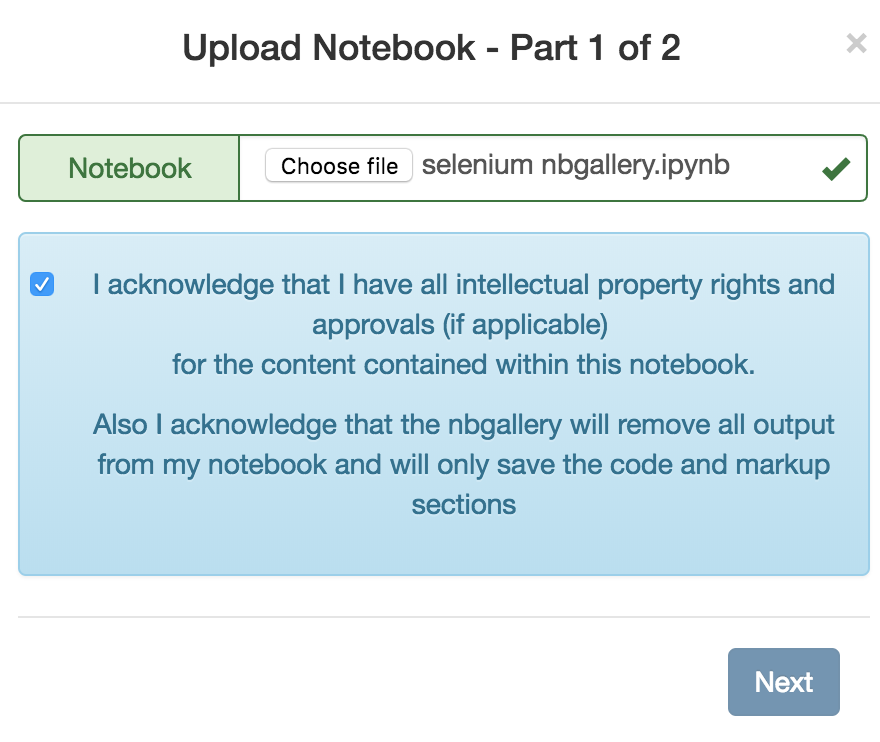 Upload Notebook - Part 1 of 2
×
Notebook
Choose file selenium nbgallery.ipynb
I acknowledge that I have all intellectual property rights and
approvals (if applicable)
for the content contained within this notebook.
Also I acknowledge that the nbgallery will remove all output
from my notebook and will only save the code and markup
sections
Next